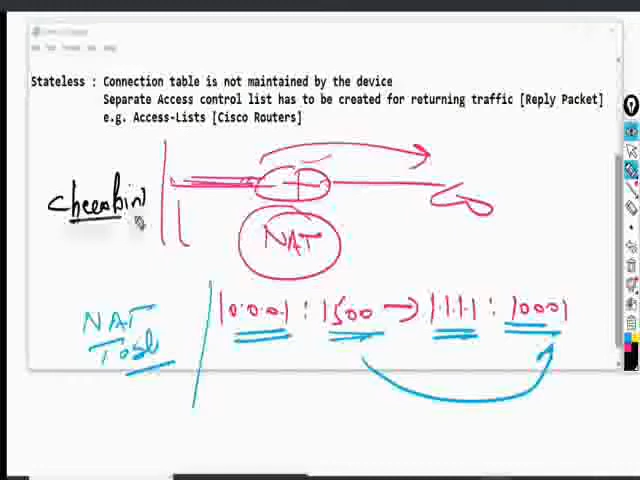 Stateless : Connection table is not maintained by the device
Separate Access control list has to be created for returning traffic [Reply Packet]
e.g. Access-Lists [Cisco Routers]
NAT
10.0.0.1 : 1500 → 1.1.1.1 : 10001
NAT